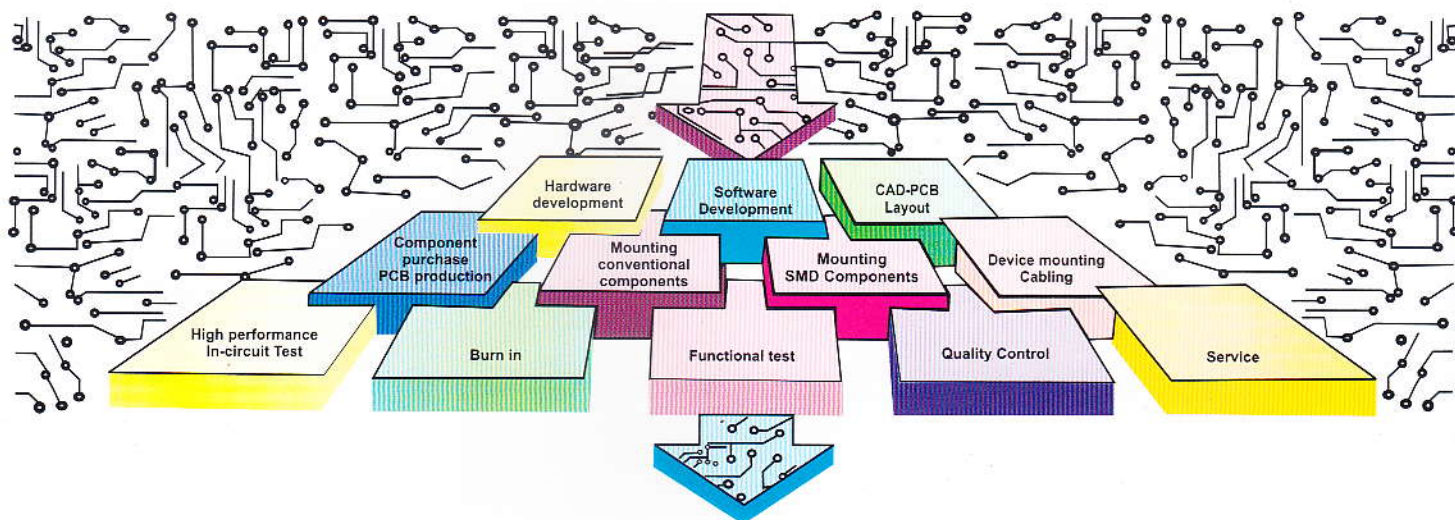 Hardware
development
Software
Development
CAD-PCB
Layout
Component
purchase
PCB production
Mounting
conventional
components
Mounting
SMD Components
Device mounting
Cabling
High performance
In-circuit Test
Burn in
Functional test
Quality Control
Service